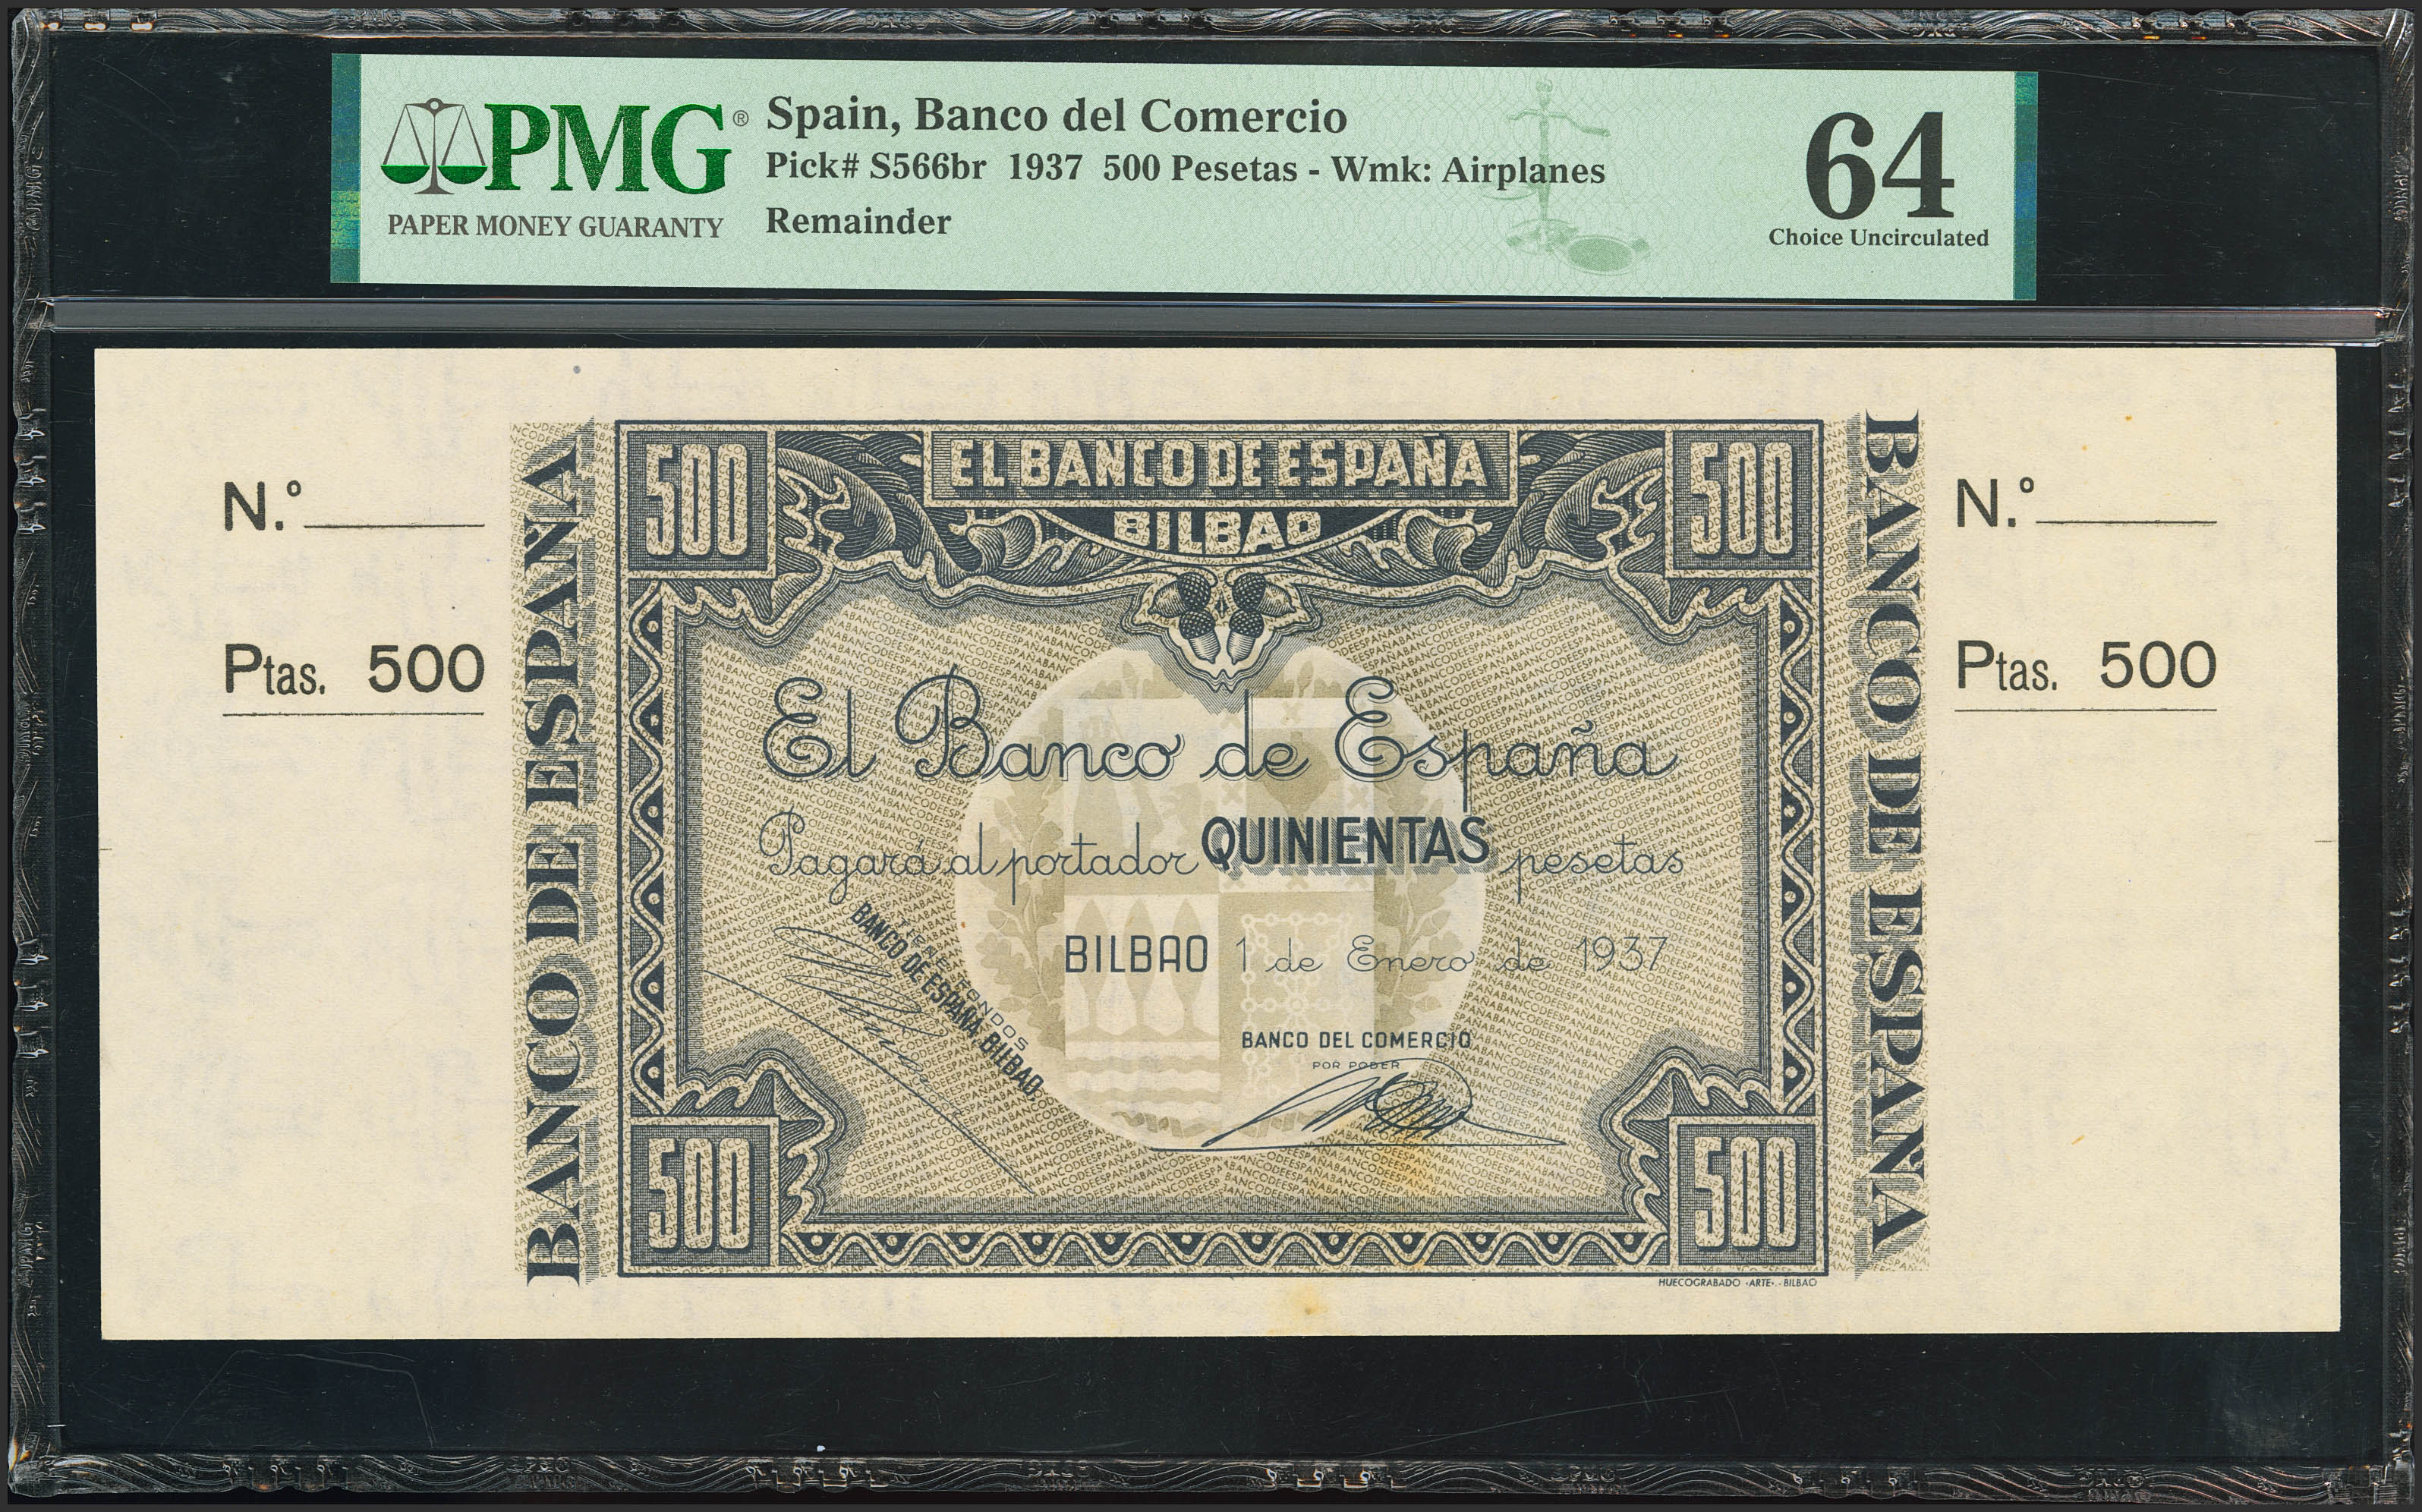 PMG®
PAPER MONEY GUARANTY
Spain, Banco del Comercio
Pick# S566br 1937 500 Pesetas - Wmk: Airplanes
Remainder
64
Choice Uncirculated
N.º
Ptas. 500
BANCO DE ESPAÑA
500
EL BANCO DE ESPAÑA
BILBAO
500
El Banco de España
Pagará al portador QUINIENTAS pesetas
BILBAO 1 de Enero de 1937
BANCO DE ESPAÑA, BILBAO,
BANCO DEL COMERCIO
POR PODER
500
500
HUECOGRABADO -ARTE-.- BILBAO
BANCO DE ESPAÑA
N.º
Ptas. 500